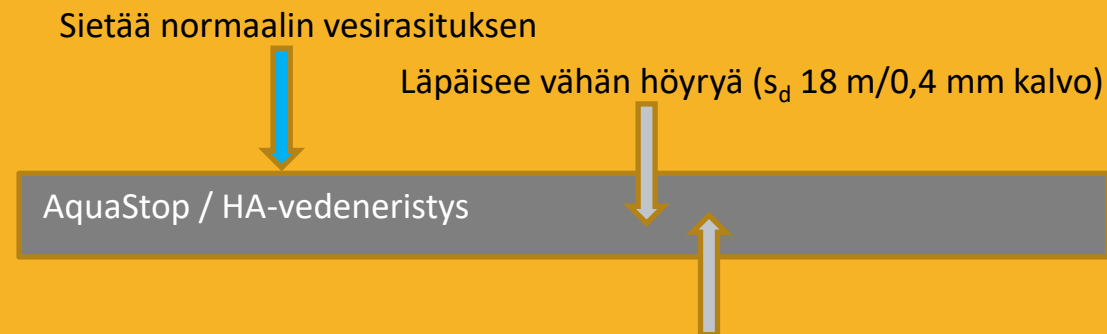 Sietää normaalin vesirasituksen
Läpäisee vähän höyryä (sd 18 m/0,4 mm kalvo)
AquaStop / HA-vedeneristys